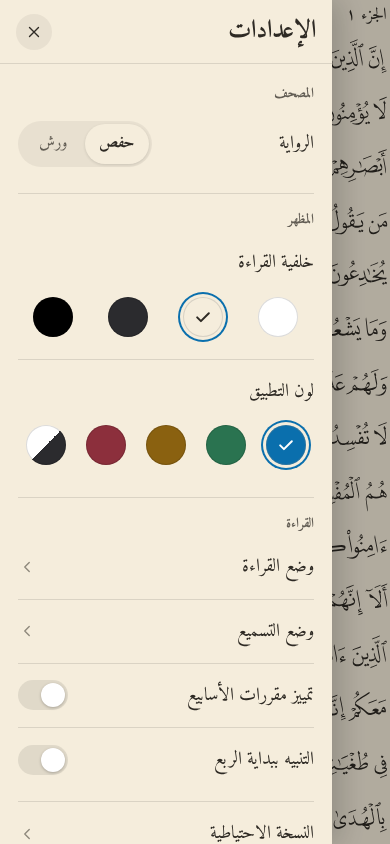 الإعدادات
المصحف
الرواية
حفص
ورش
المظهر
خلفية القراءة
لون التطبيق
القراءة
وضع القراءة
وضع التسميع
تمييز مقررات الأسابيع
التنبيه ببداية الربع
النسخة الاحتياطية
الجزء ١
إِنَّ ٱلَّذِينَ
لَا يُؤْمِنُونَ
أَبْصَٰرِهِمْ
مَن يَقُولُ
يُخَٰدِعُونَ
وَمَا يَشْعُ
وَلَهُمْ عَذَ
لَا تُفْسِدُ
هُمُ ٱلْمُفْ
ءَامِنُوا۟ كَ
أَلَآ إِنَّهُمْ
ٱلَّذِينَ ءَا
مَعَكُمْ إِنَّ
فِى طُغْيَٰ
بِٱلْهُدَىٰ